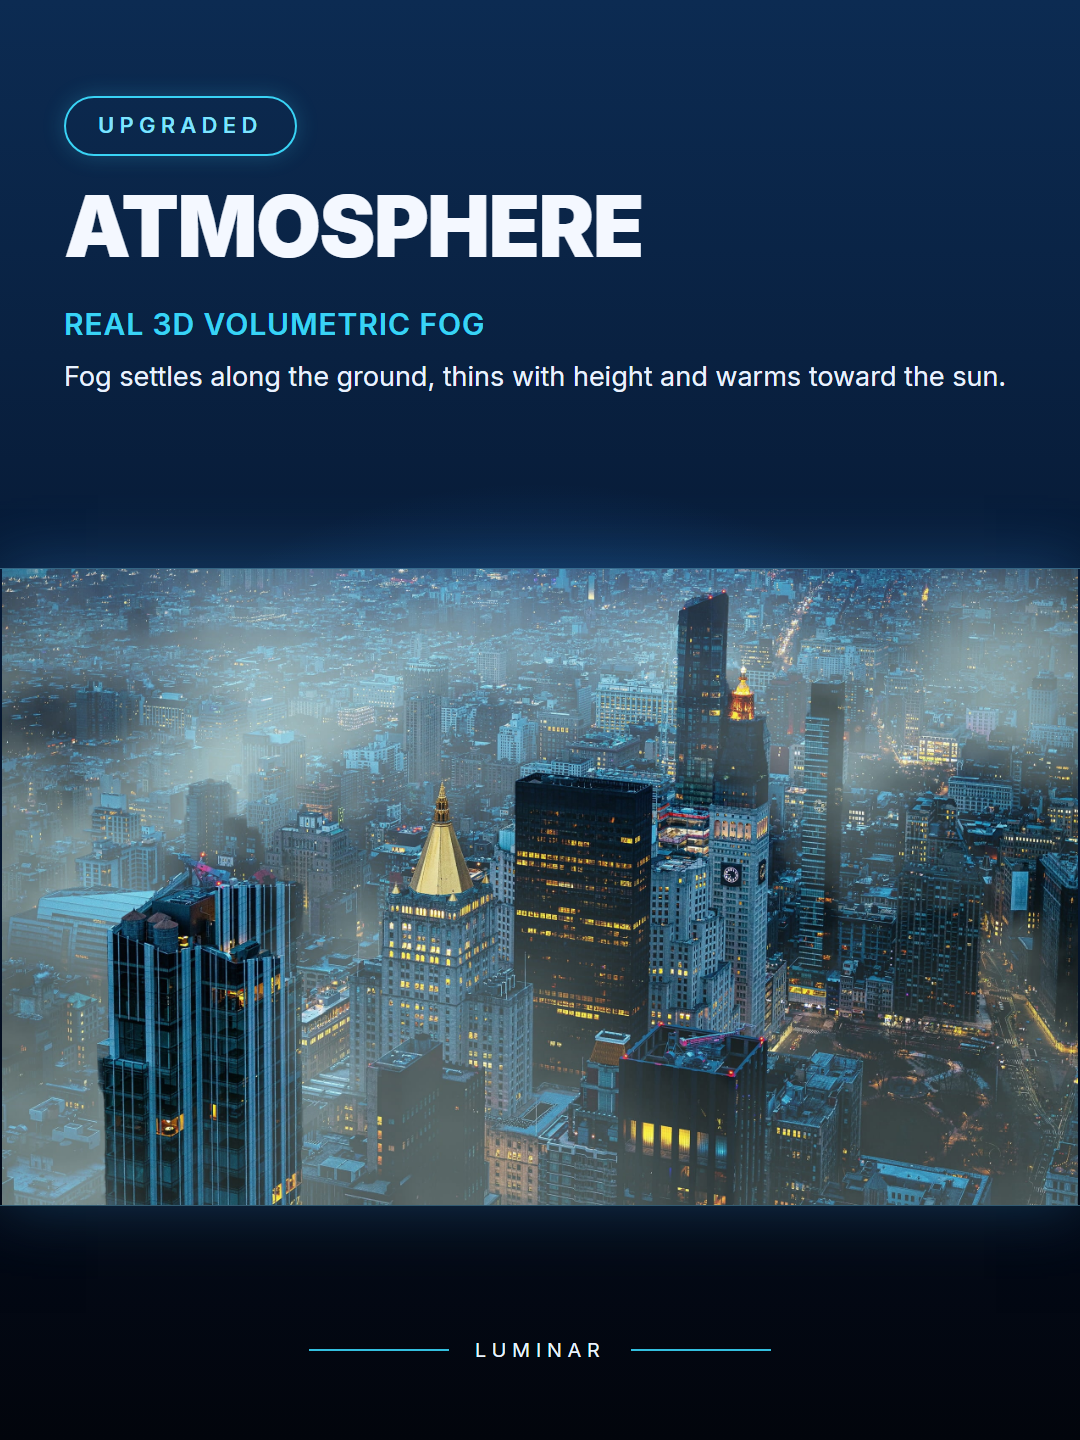 UPGRADED
ATMOSPHERE
REAL 3D VOLUMETRIC FOG
Fog settles along the ground, thins with height and warms toward the sun.
LUMINAR